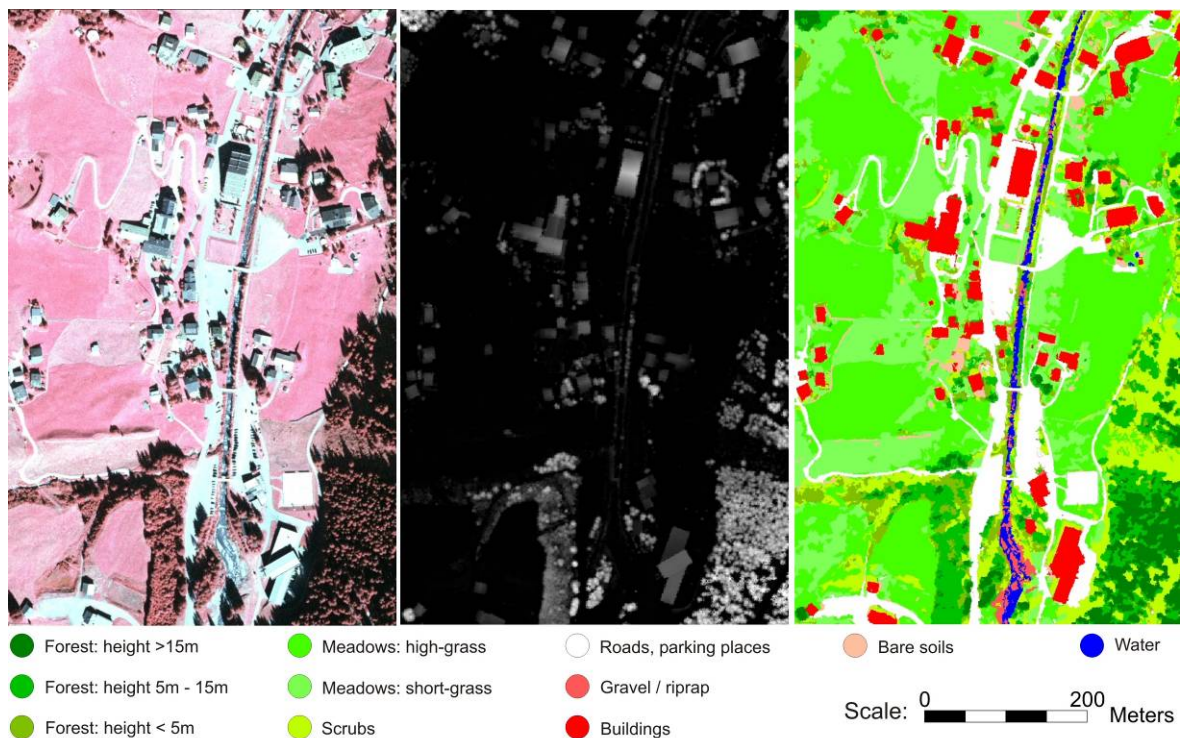 Forest: height >15m
Meadows: high-grass
Roads, parking places
Bare soils
Water
Forest: height 5m - 15m
Meadows: short-grass
Gravel / riprap
Forest: height < 5m
Scrubs
Buildings
Scale: 0 200 Meters